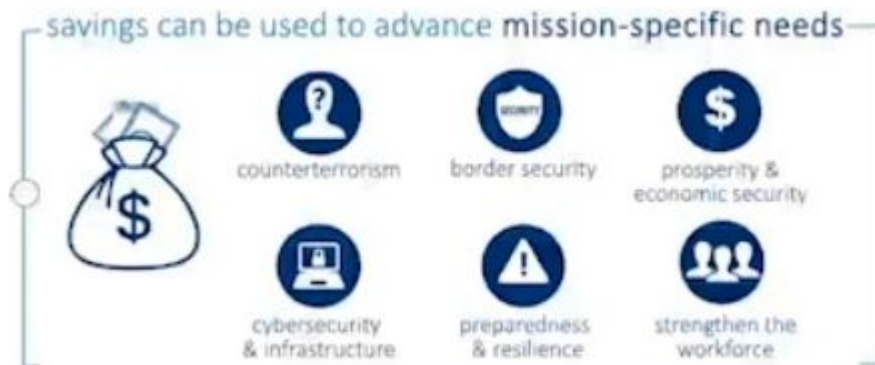 savings can be used to advance mission-specific needs
?
SECURITY
$
counterterrorism
border security
prosperity &
economic security
$
!
cybersecurity
& infrastructure
preparedness
& resilience
strengthen the
workforce